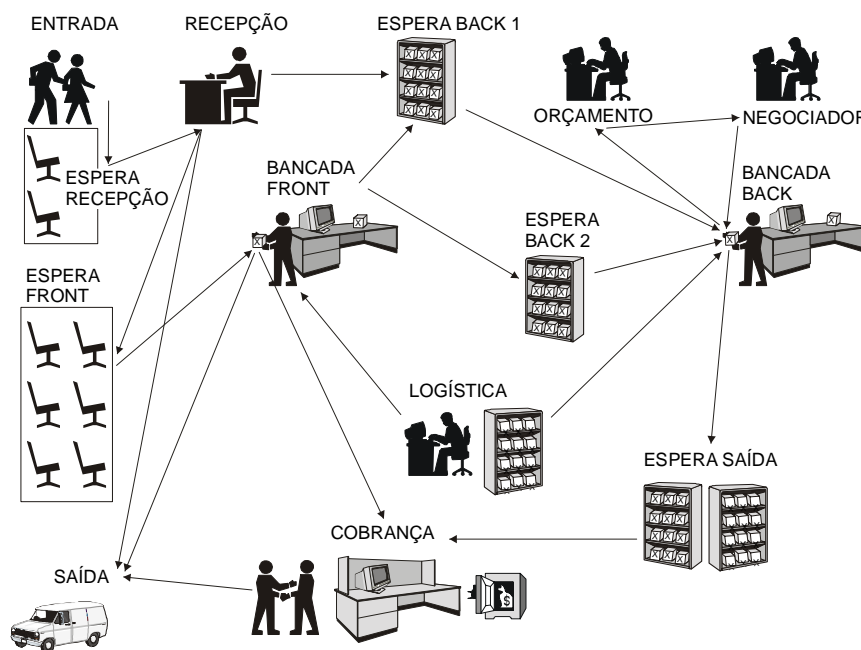 ENTRADA
RECEPÇÃO
ESPERA BACK 1
ORÇAMENTO
NEGOCIADOR
ESPERA
RECEPÇÃO
BANCADA
FRONT
BANCADA
BACK
ESPERA
BACK 2
ESPERA
FRONT
LOGÍSTICA
ESPERA SAÍDA
COBRANÇA
SAÍDA
$